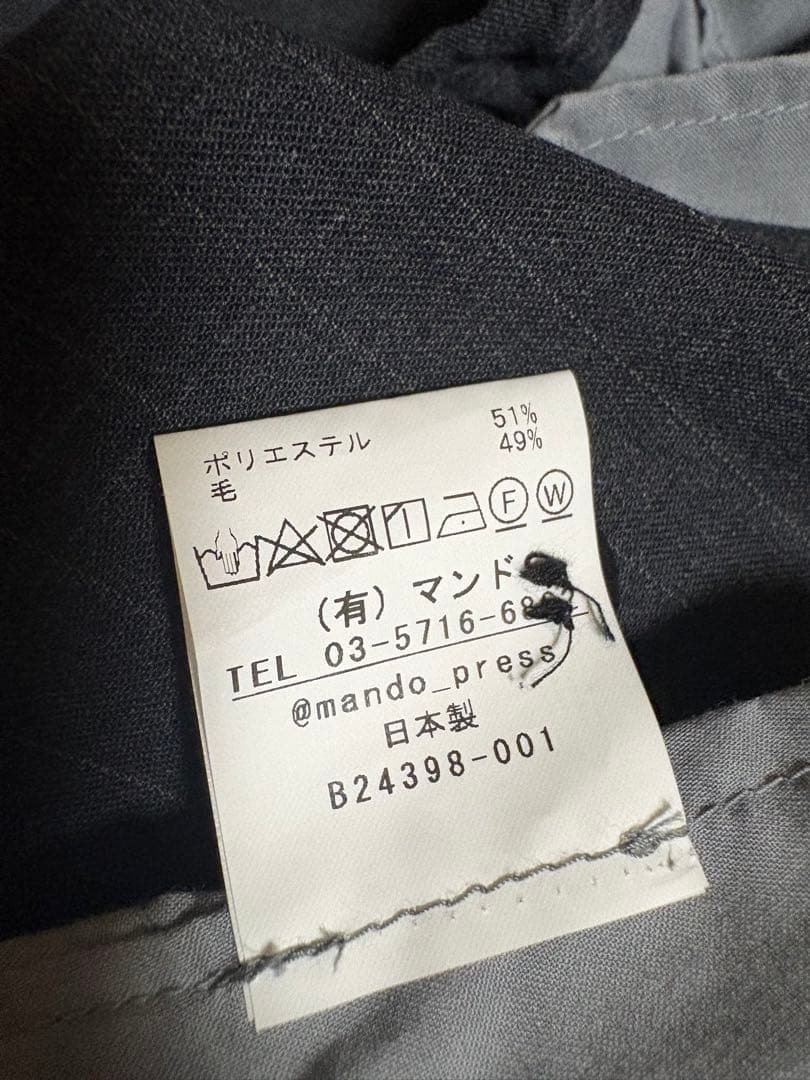 ポリエステル 51%
毛 49%
F W
(有) マンド
TEL 03-5716-6
@mando_press
日本製
B24398-001